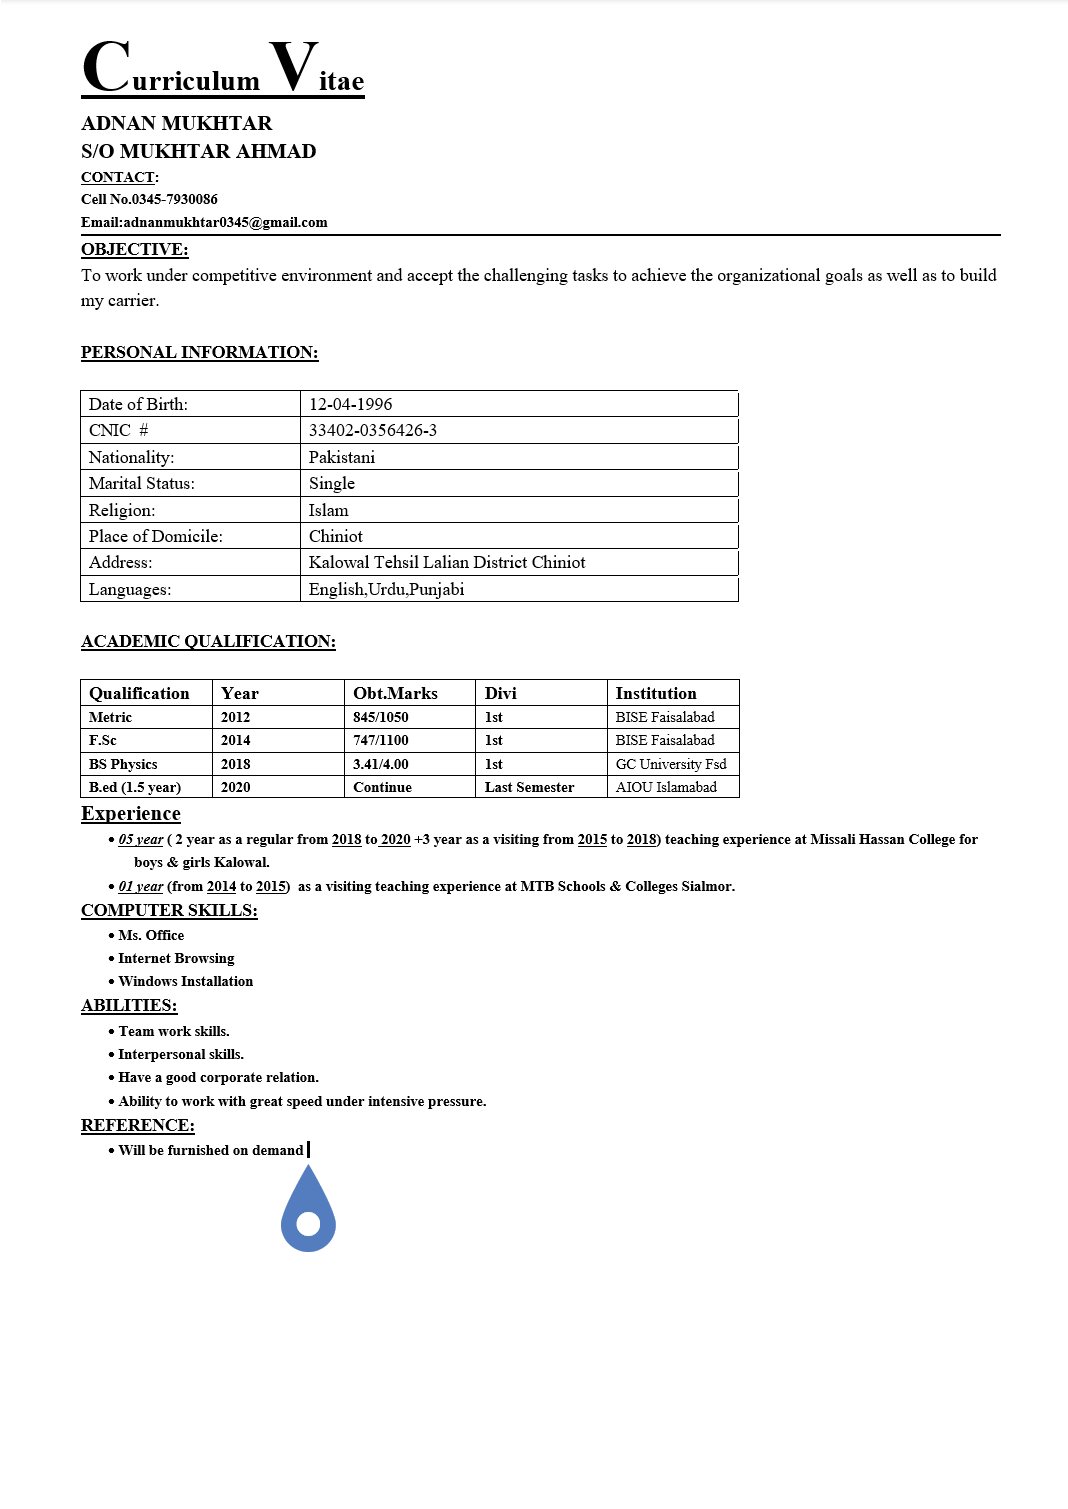 Curriculum Vitae
ADNAN MUKHTAR
S/O MUKHTAR AHMAD
CONTACT:
Cell No.0345-7930086
Email:adnanmukhtar0345@gmail.com
OBJECTIVE:
To work under competitive environment and accept the challenging tasks to achieve the organizational goals as well as to build
my carrier.
PERSONAL INFORMATION:
Date of Birth: 12-04-1996
CNIC # 33402-0356426-3
Nationality: Pakistani
Marital Status: Single
Religion: Islam
Place of Domicile: Chiniot
Address: Kalowal Tehsil Lalian District Chiniot
Languages: English,Urdu,Punjabi
ACADEMIC QUALIFICATION:
Qualification Year Obt.Marks Divi Institution
Metric 2012 845/1050 1st BISE Faisalabad
F.Sc 2014 747/1100 1st BISE Faisalabad
BS Physics 2018 3.41/4.00 1st GC University Fsd
B.ed (1.5 year) 2020 Continue Last Semester AIOU Islamabad
Experience
• 05 year ( 2 year as a regular from 2018 to 2020 +3 year as a visiting from 2015 to 2018) teaching experience at Missali Hassan College for
boys & girls Kalowal.
• 01 year (from 2014 to 2015) as a visiting teaching experience at MTB Schools & Colleges Sialmor.
COMPUTER SKILLS:
• Ms. Office
• Internet Browsing
• Windows Installation
ABILITIES:
• Team work skills.
• Interpersonal skills.
• Have a good corporate relation.
• Ability to work with great speed under intensive pressure.
REFERENCE:
• Will be furnished on demand